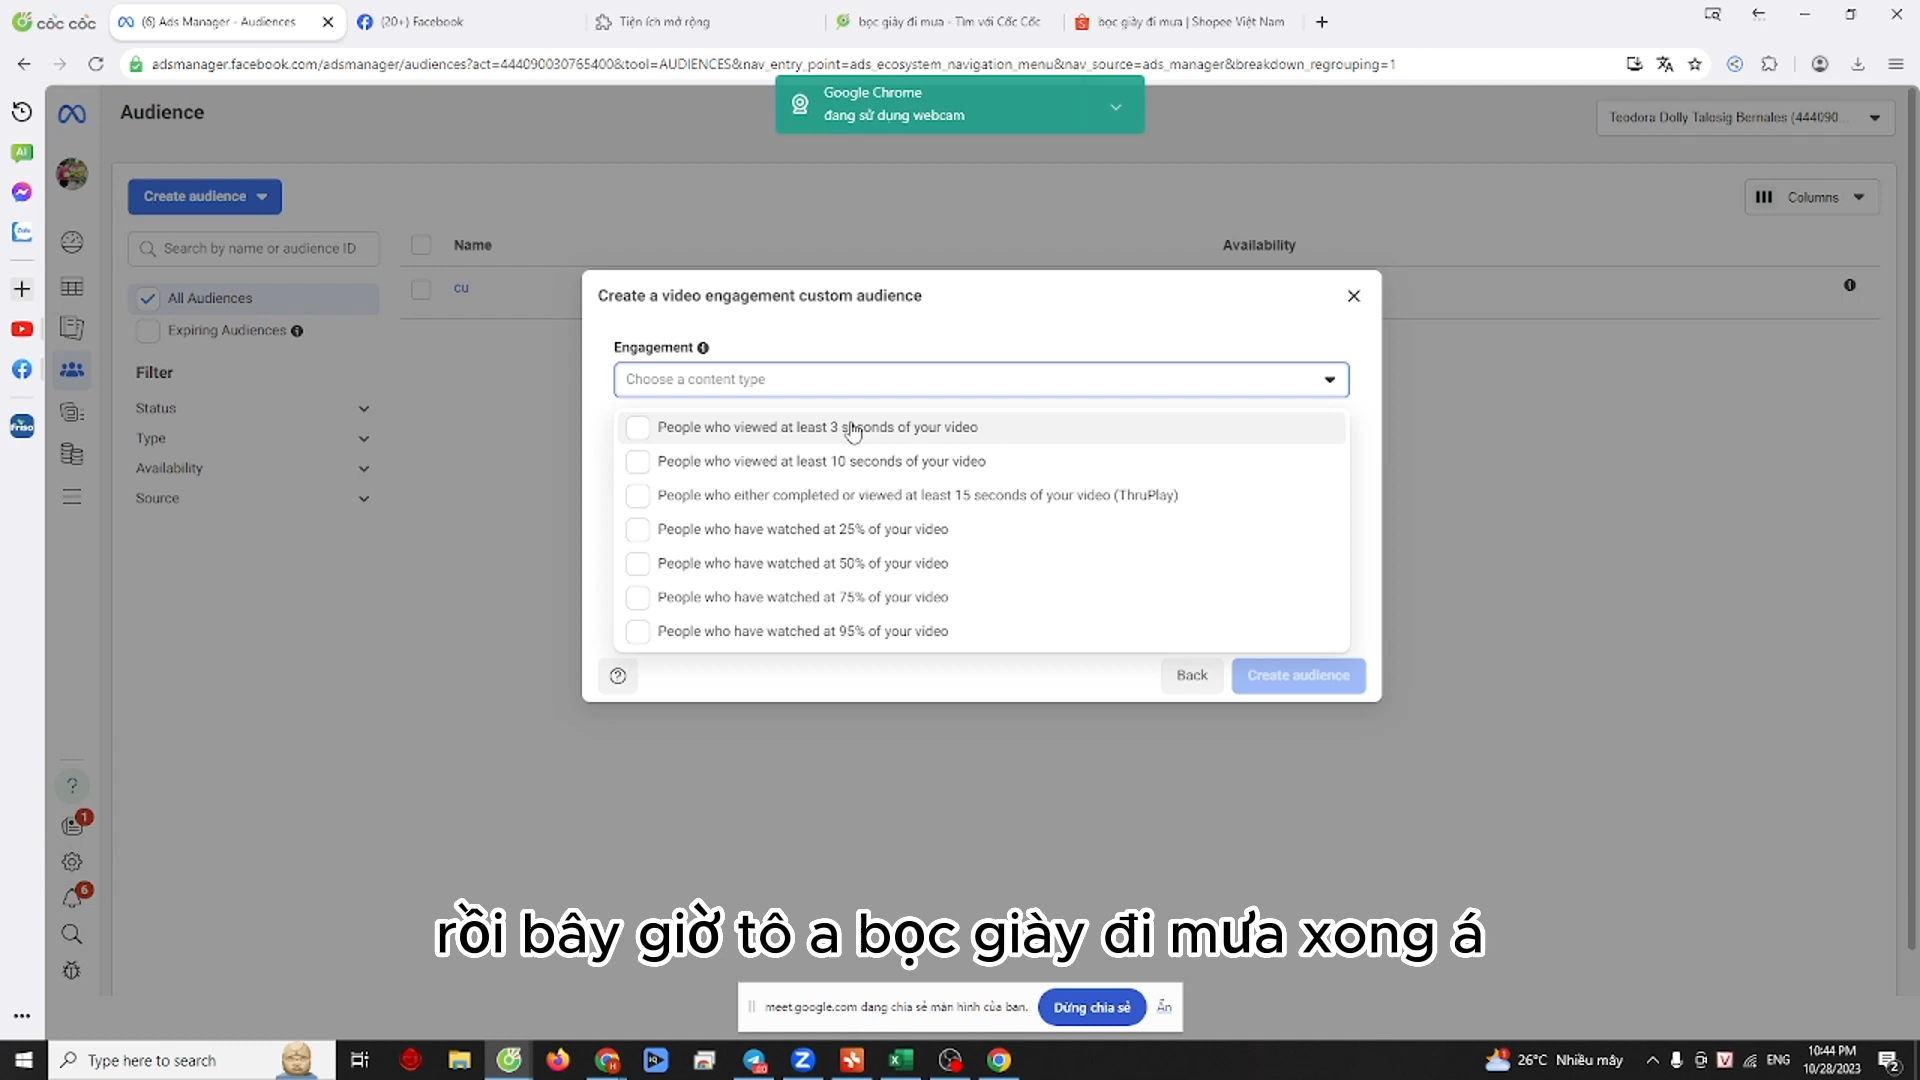 cốc cốc
(6) Ads Manager - Audiences
(20+) Facebook
Tiện ích mở rộng
bọc giày đi mưa - Tìm với Cốc Cốc
bọc giày đi mưa | Shopee Việt Nam
adsmanager.facebook.com/adsmanager/audiences?act=444090030765400&tool=AUDIENCES&nav_entry_point=ads_ecosystem_navigation_menu&nav_source=ads_manager&breakdown_regrouping=1
Google Chrome
đang sử dụng webcam
Audience
Teodora Dolly Talosig Bernales (444090...
Create audience
Columns
Search by name or audience ID
Name
Availability
All Audiences
cu
Expiring Audiences
Filter
Status
Type
Availability
Source
Create a video engagement custom audience
Engagement
Choose a content type
People who viewed at least 3 seconds of your video
People who viewed at least 10 seconds of your video
People who either completed or viewed at least 15 seconds of your video (ThruPlay)
People who have watched at 25% of your video
People who have watched at 50% of your video
People who have watched at 75% of your video
People who have watched at 95% of your video
Back
Create audience
AI
Zalo
Friso
1
6
rồi bây giờ tô a bọc giày đi mưa xong á
meet.google.com đang chia sẻ màn hình của bạn.
Dừng chia sẻ
Ẩn
Type here to search
26°C Nhiều mây
ENG
10:44 PM
10/28/2023
2